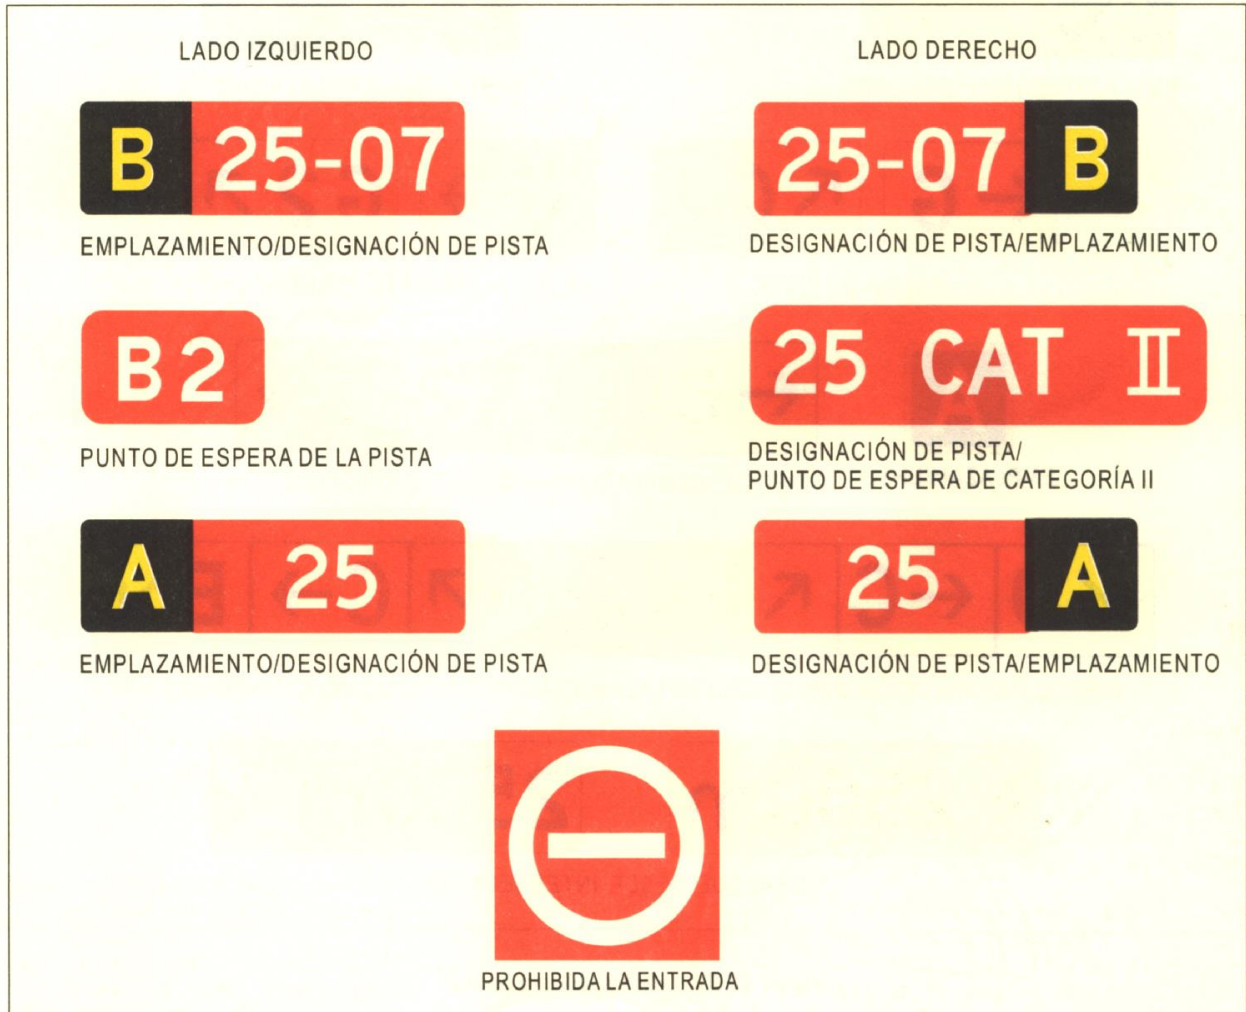 LADO IZQUIERDO
LADO DERECHO
B 25-07
25-07 B
EMPLAZAMIENTO/DESIGNACIÓN DE PISTA
DESIGNACIÓN DE PISTA/EMPLAZAMIENTO
B2
25 CAT II
PUNTO DE ESPERA DE LA PISTA
DESIGNACIÓN DE PISTA/
PUNTO DE ESPERA DE CATEGORÍA II
A 25
25 A
EMPLAZAMIENTO/DESIGNACIÓN DE PISTA
DESIGNACIÓN DE PISTA/EMPLAZAMIENTO
PROHIBIDA LA ENTRADA